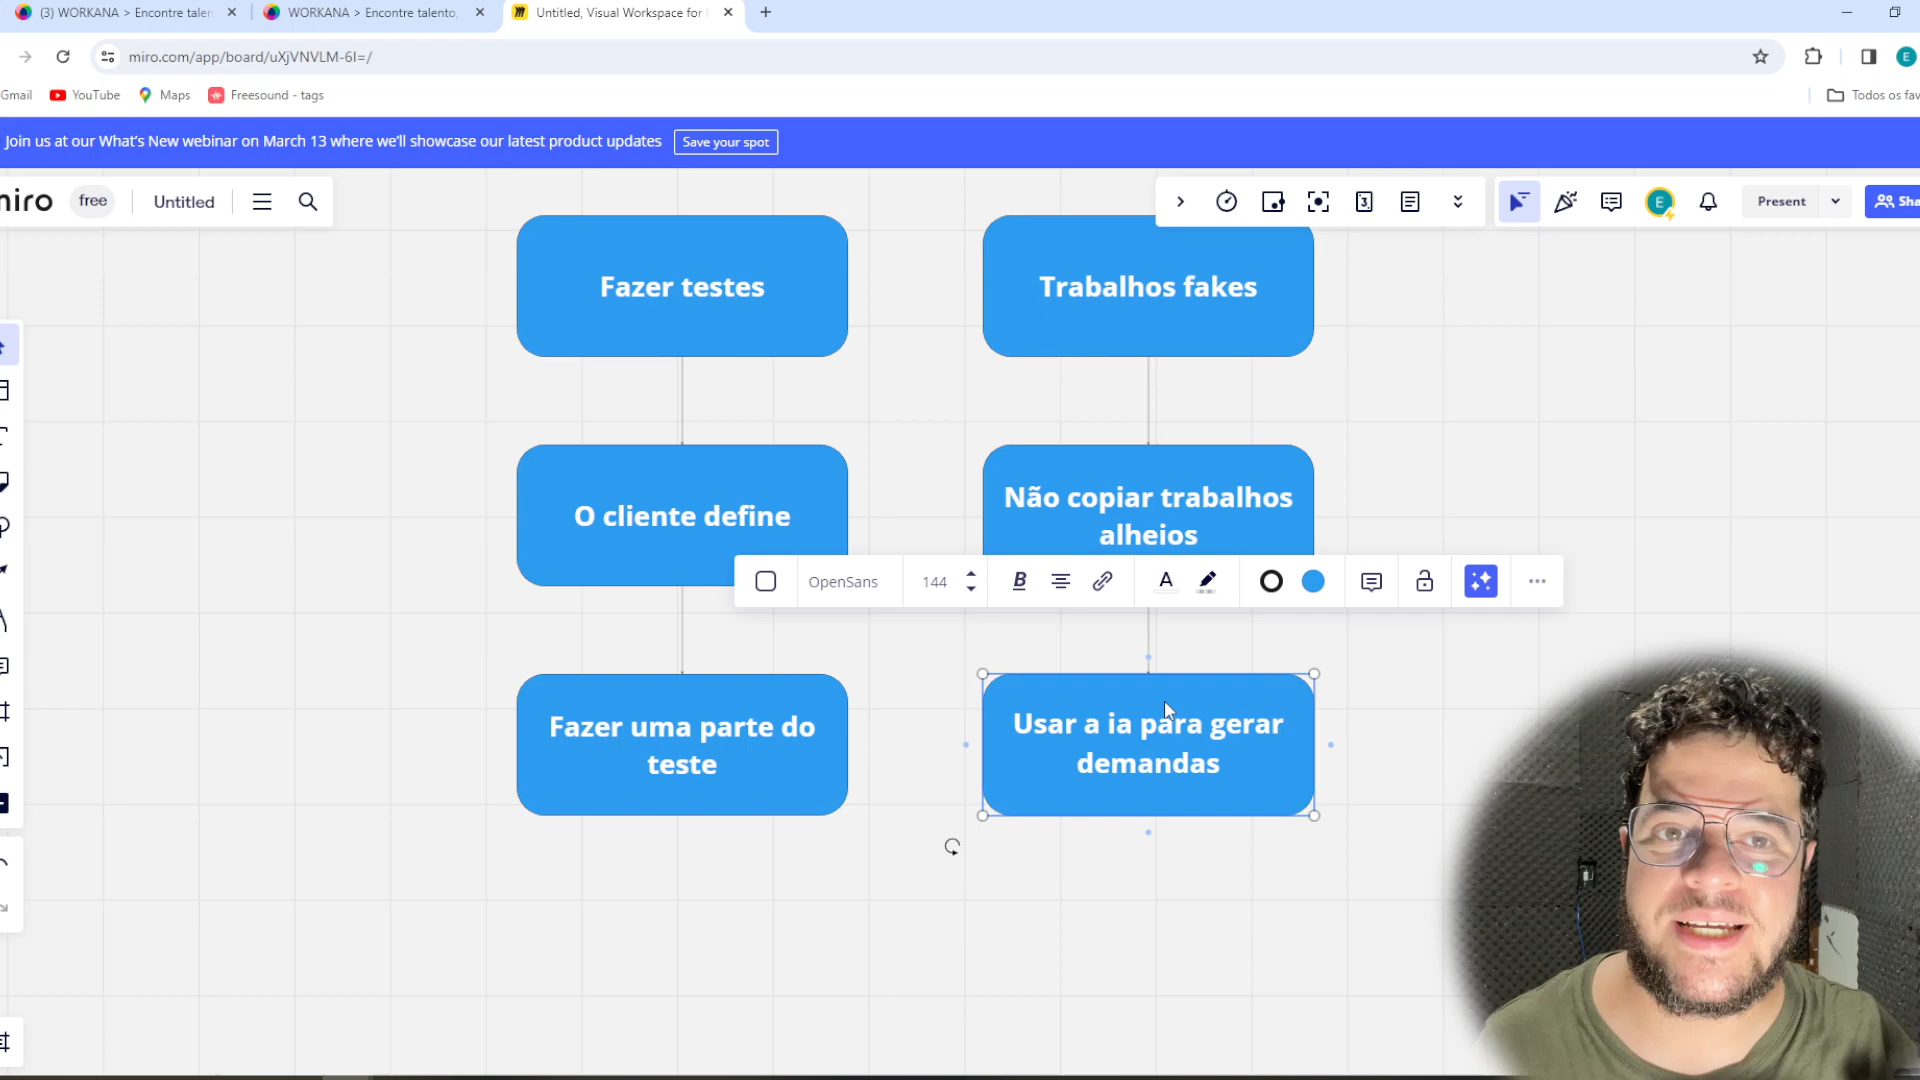 (3) WORKANA > Encontre talen
WORKANA > Encontre talento,
Untitled, Visual Workspace for
miro.com/app/board/uXjVNVLM-6I=/
E
Gmail
YouTube
Maps
Freesound - tags
Todos os fav
Join us at our What's New webinar on March 13 where we'll showcase our latest product updates
Save your spot
miro
free
Untitled
3
E
Present
Sha
Fazer testes
Trabalhos fakes
O cliente define
Não copiar trabalhos
alheios
OpenSans
144
B
A
Fazer uma parte do
teste
Usar a ia para gerar
demandas